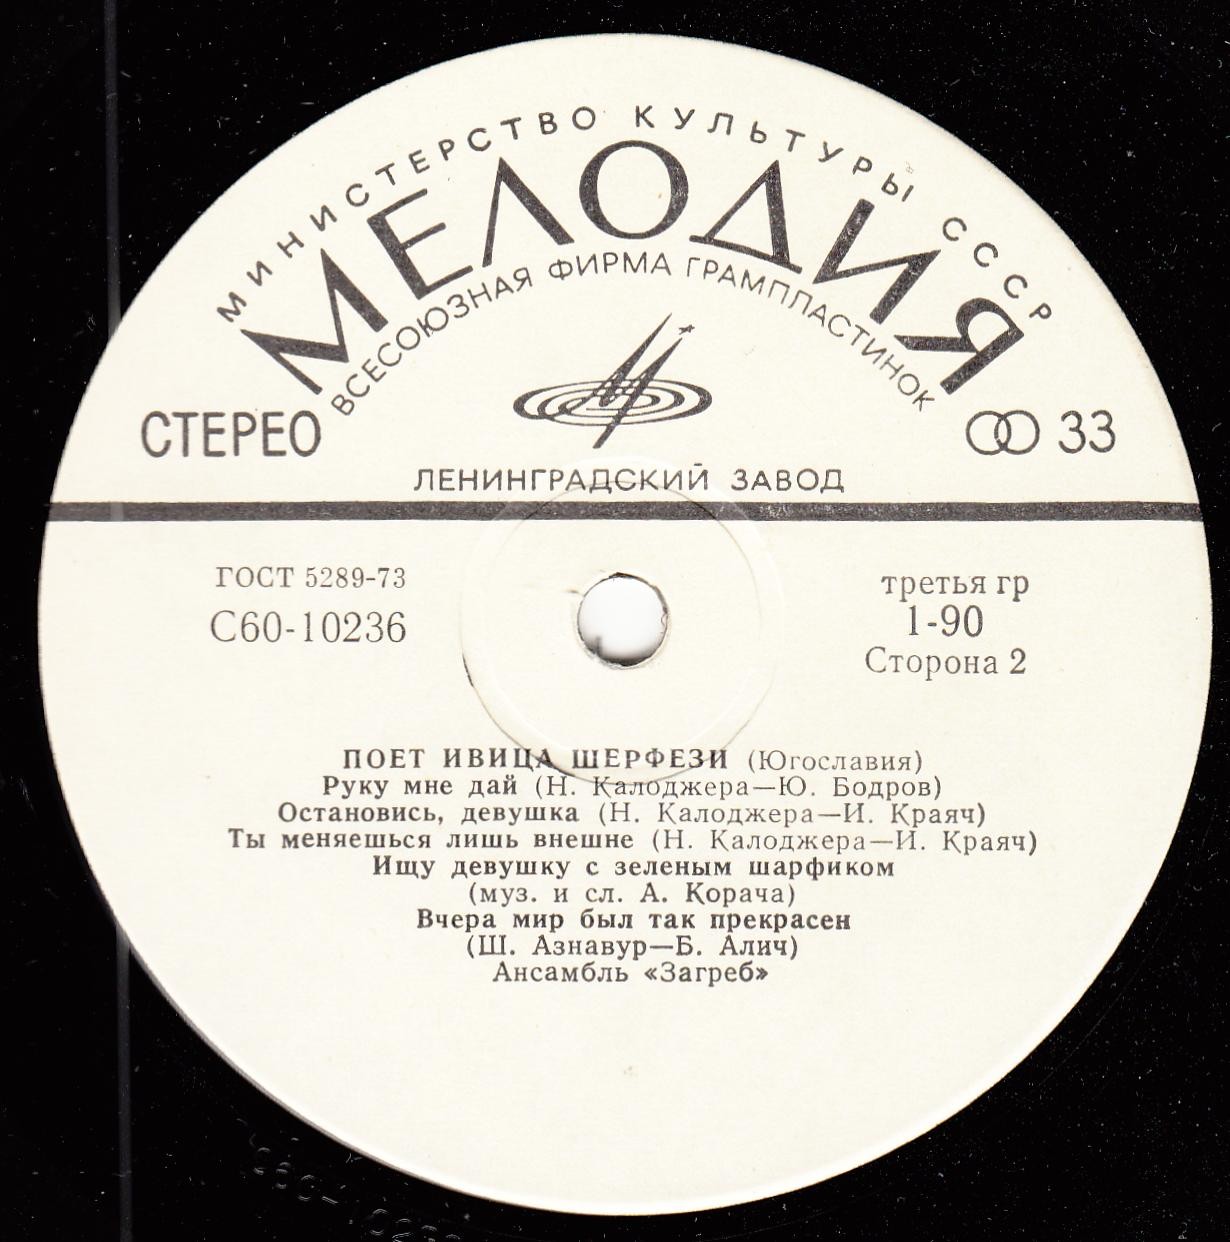 МИНИСТЕРСТВО КУЛЬТУРЫ СССР
МЕЛОДИЯ
ВСЕСОЮЗНАЯ ФИРМА ГРАМПЛАСТИНОК
СТЕРЕО
33
ЛЕНИНГРАДСКИЙ ЗАВОД
ГОСТ 5289-73
С60-10236
третья гр
1-90
Сторона 2
ПОЕТ ИВИЦА ШЕРФЕЗИ (Югославия)
Руку мне дай (Н. Калоджера—Ю. Бодров)
Остановись, девушка (Н. Калоджера—И. Краяч)
Ты меняешься лишь внешне (Н. Калоджера—И. Краяч)
Ищу девушку с зеленым шарфиком
(муз. и сл. А. Корача)
Вчера мир был так прекрасен
(Ш. Азнавур—Б. Алич)
Ансамбль «Загреб»